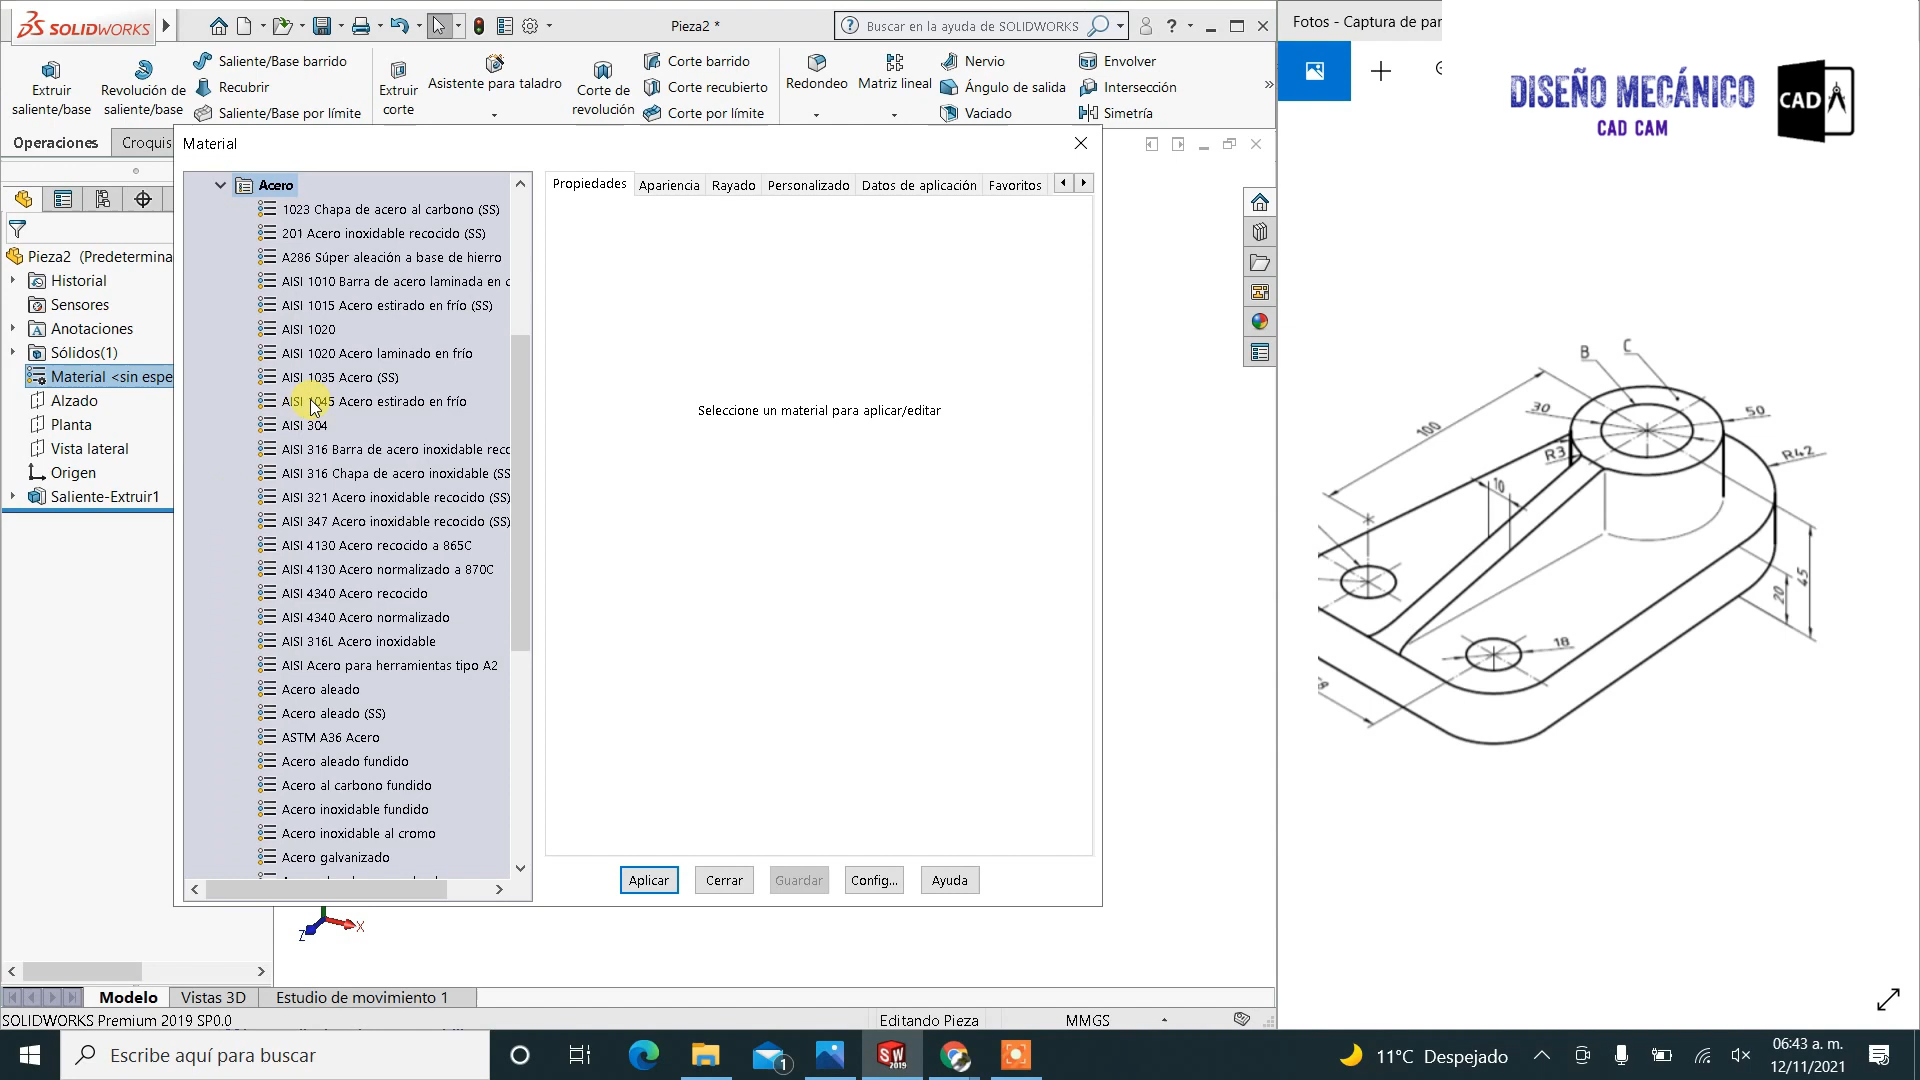 SOLIDWORKS
Pieza2 *
Buscar en la ayuda de SOLIDWORKS
?
Fotos - Captura de pan
Extruir saliente/base
Revolución de saliente/base
Saliente/Base barrido
Recubrir
Saliente/Base por límite
Extruir corte
Asistente para taladro
Corte de revolución
Corte barrido
Corte recubierto
Corte por límite
Redondeo
Matriz lineal
Nervio
Ángulo de salida
Vaciado
Envolver
Intersección
Simetría
DISEÑO MECÁNICO
CAD CAM
CAD
Operaciones
Croquis
Material
Pieza2 (Predetermina
Historial
Sensores
Anotaciones
Sólidos(1)
Material <sin espe
Alzado
Planta
Vista lateral
Origen
Saliente-Extruir1
Acero
1023 Chapa de acero al carbono (SS)
201 Acero inoxidable recocido (SS)
A286 Súper aleación a base de hierro
AISI 1010 Barra de acero laminada en c
AISI 1015 Acero estirado en frío (SS)
AISI 1020
AISI 1020 Acero laminado en frío
AISI 1035 Acero (SS)
AISI 1045 Acero estirado en frío
AISI 304
AISI 316 Barra de acero inoxidable reco
AISI 316 Chapa de acero inoxidable (SS
AISI 321 Acero inoxidable recocido (SS)
AISI 347 Acero inoxidable recocido (SS)
AISI 4130 Acero recocido a 865C
AISI 4130 Acero normalizado a 870C
AISI 4340 Acero recocido
AISI 4340 Acero normalizado
AISI 316L Acero inoxidable
AISI Acero para herramientas tipo A2
Acero aleado
Acero aleado (SS)
ASTM A36 Acero
Acero aleado fundido
Acero al carbono fundido
Acero inoxidable fundido
Acero inoxidable al cromo
Acero galvanizado
Propiedades
Apariencia
Rayado
Personalizado
Datos de aplicación
Favoritos
Seleccione un material para aplicar/editar
Aplicar
Cerrar
Guardar
Config...
Ayuda
B
C
30
50
100
R3
R42
10
45
20
18
Z
X
Modelo
Vistas 3D
Estudio de movimiento 1
SOLIDWORKS Premium 2019 SP0.0
Editando Pieza
MMGS
Escribe aquí para buscar
1
SW
2019
11°C Despejado
06:43 a. m.
12/11/2021